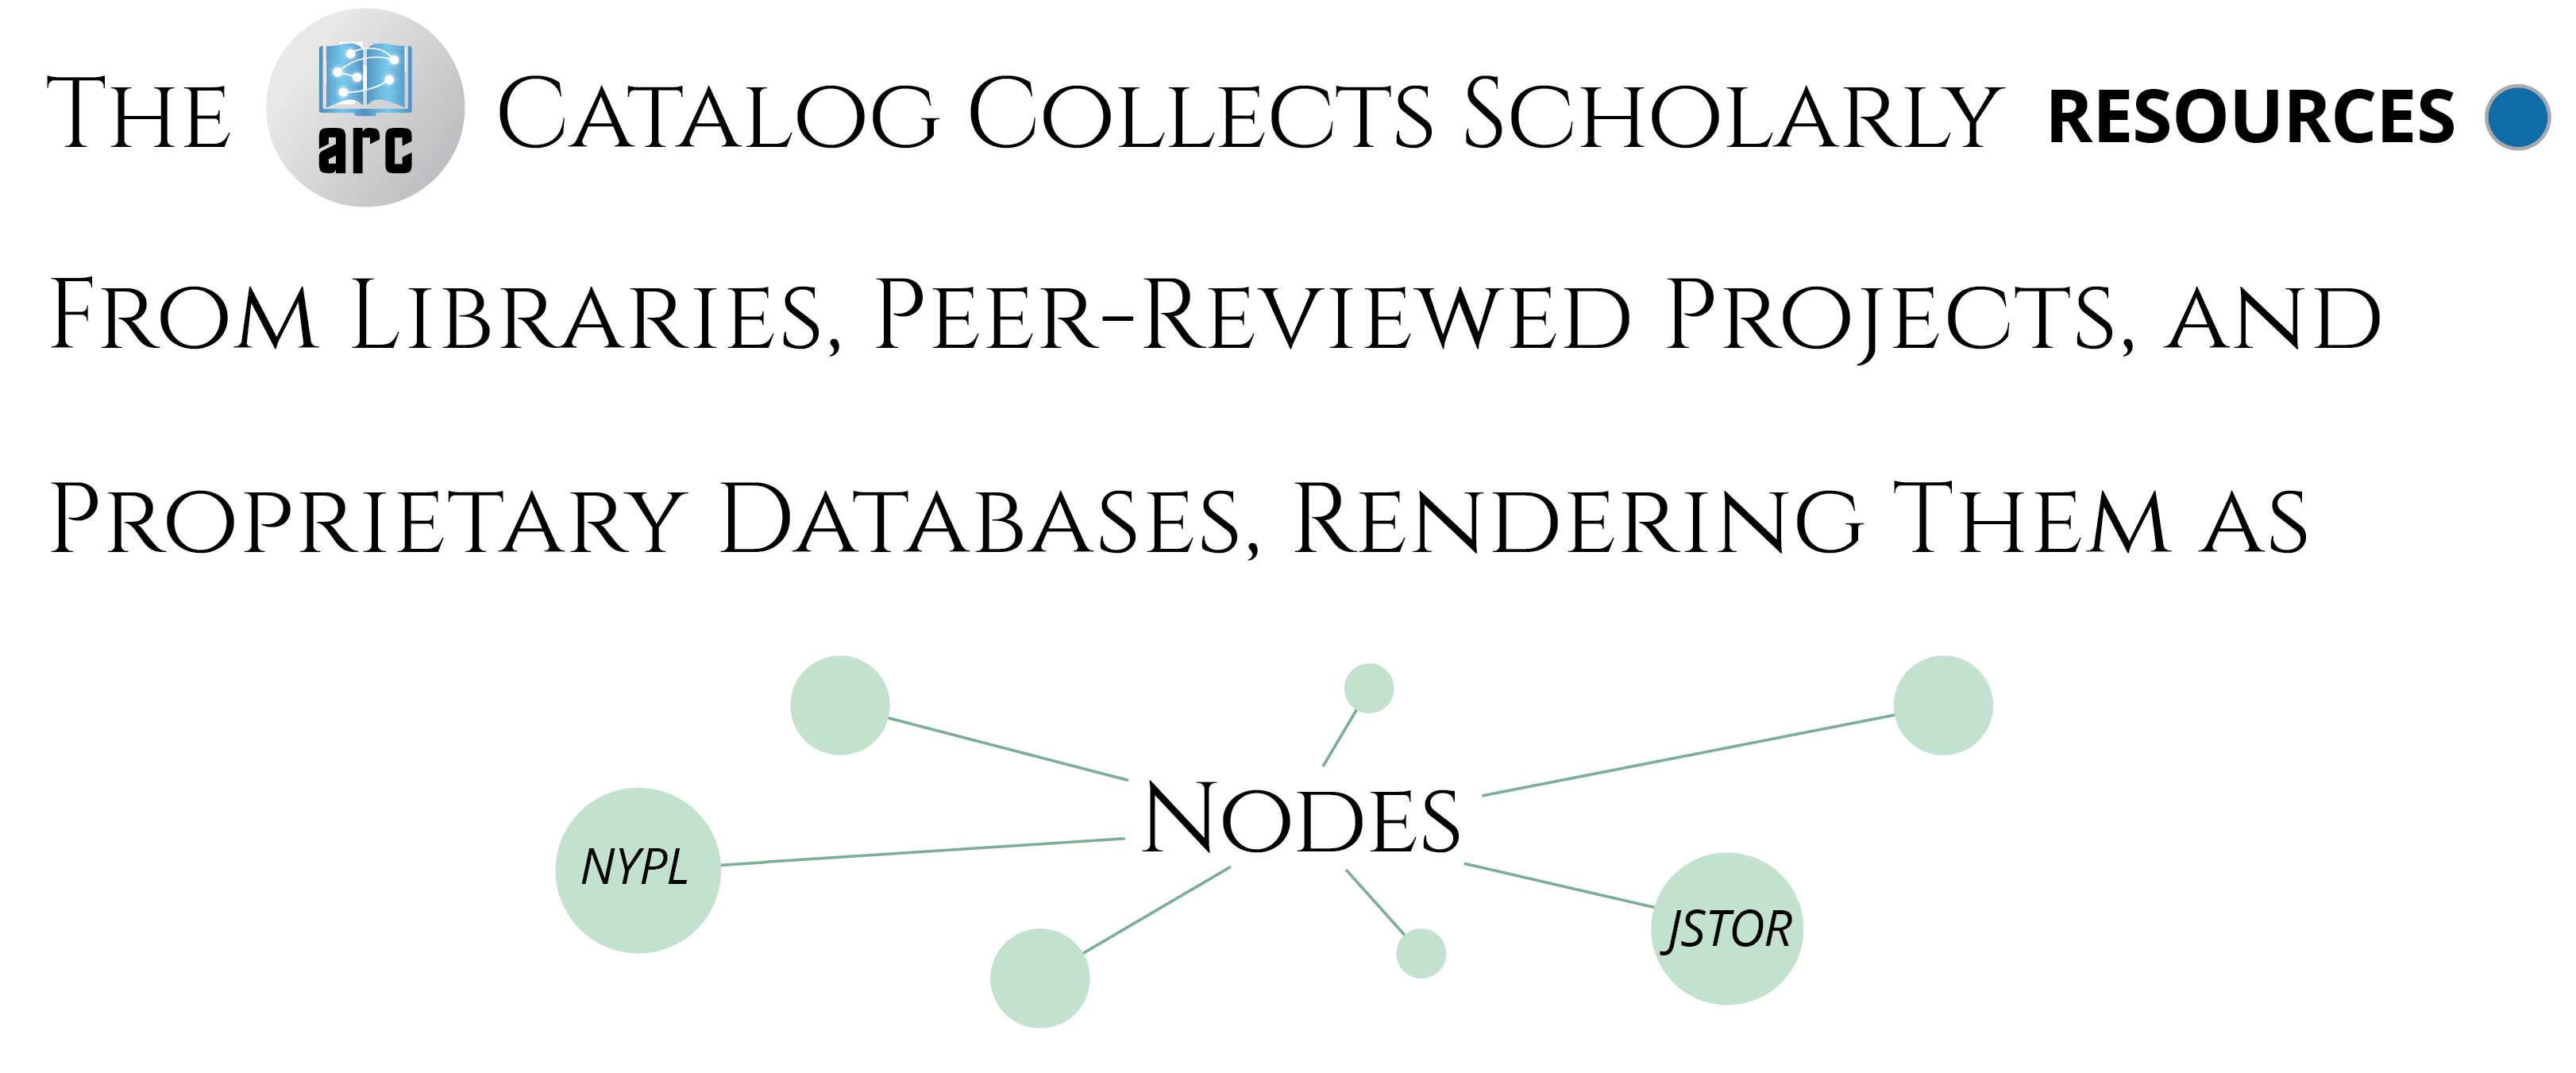 The arc Catalog Collects Scholarly RESOURCES
From Libraries, Peer-Reviewed Projects, and
Proprietary Databases, Rendering Them as
Nodes
NYPL
JSTOR